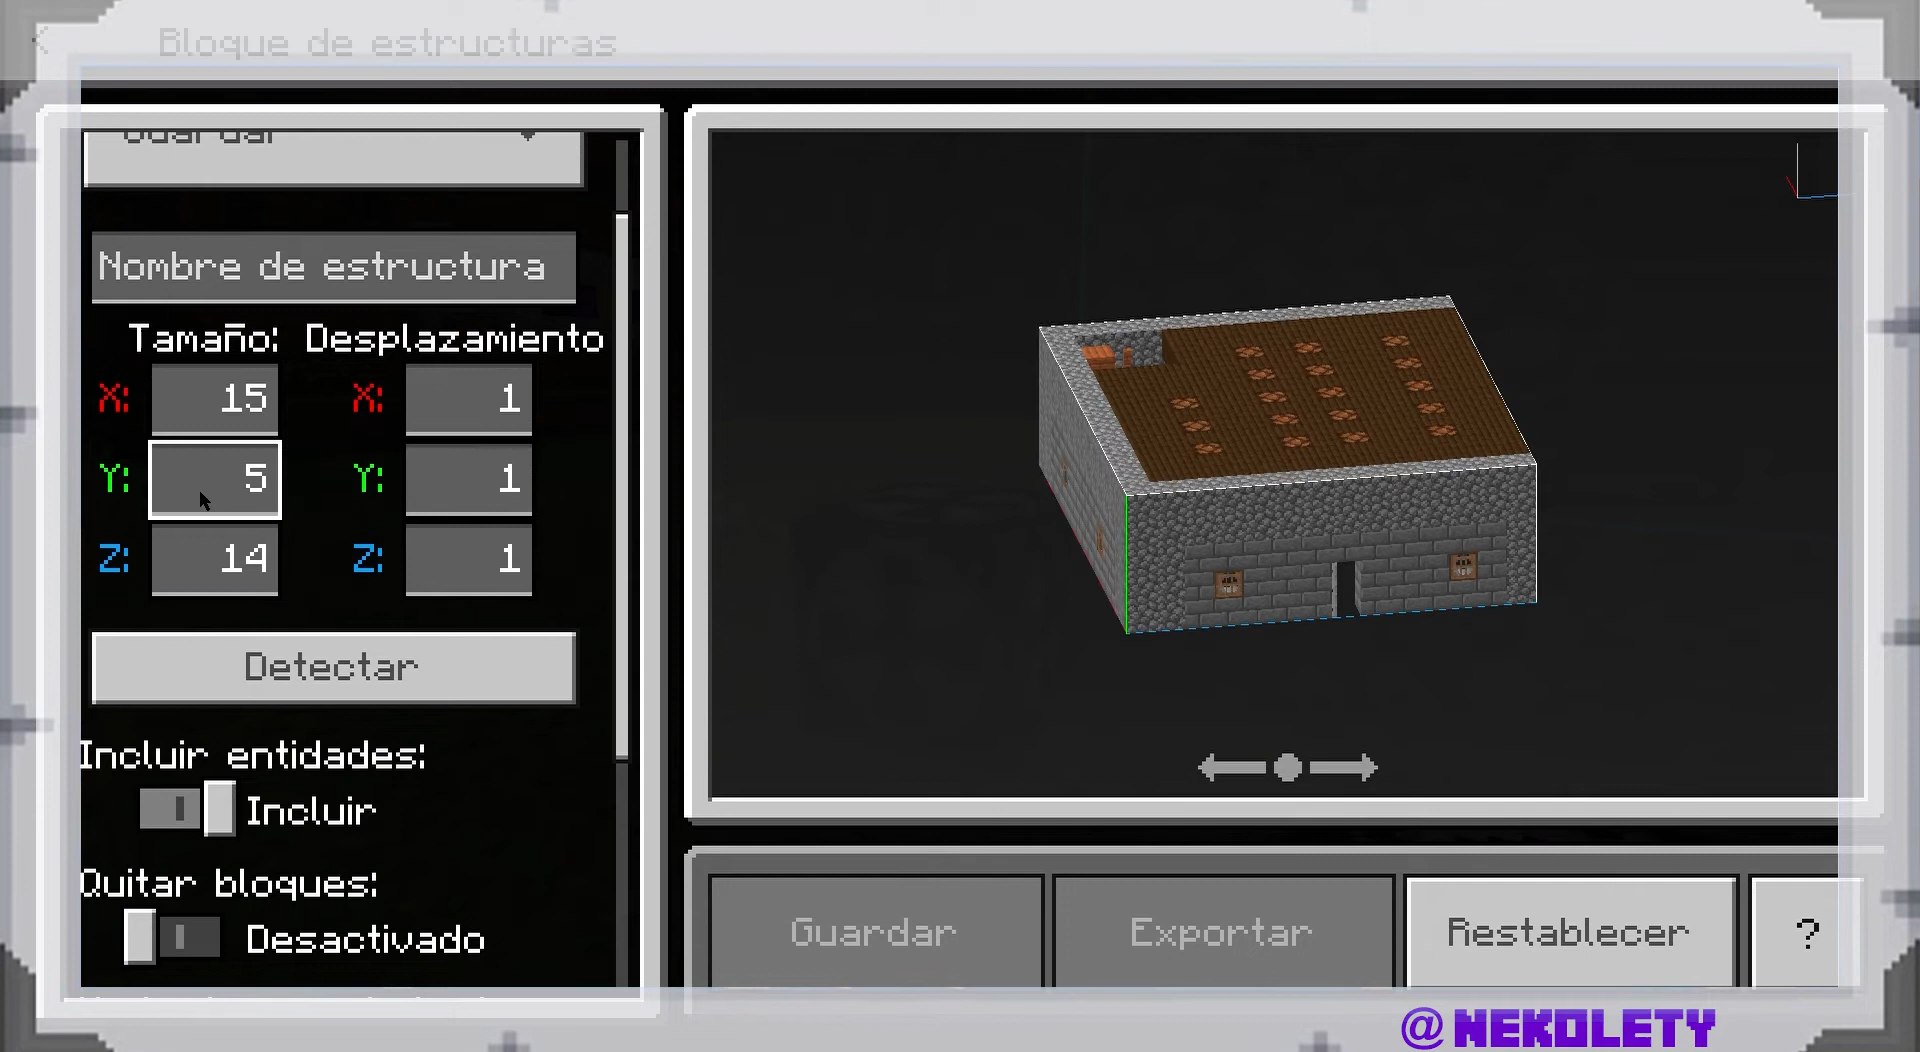 Bloque de estructuras
Guardar
Nombre de estructura
Tamaño: Desplazamiento
X: 15 X: 1
Y: 5 Y: 1
Z: 14 Z: 1
Detectar
Incluir entidades:
Incluir
Quitar bloques:
Desactivado
Guardar Exportar Restablecer ?
@NEKOLETY